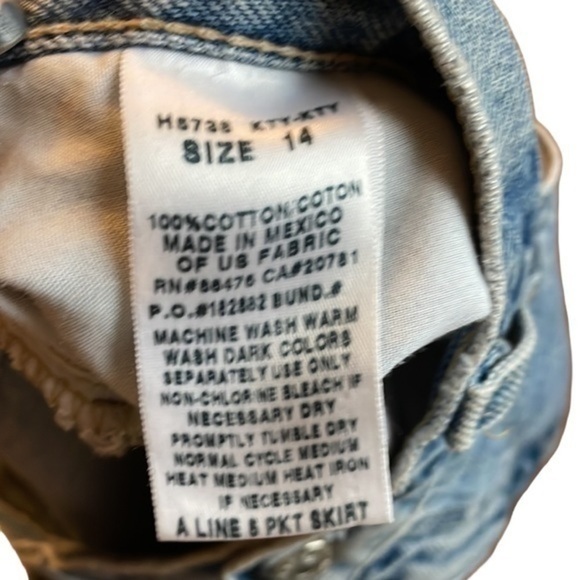 H8738 KTY-KTY
SIZE 14
100%COTTON/COTON
MADE IN MEXICO
OF US FABRIC
RN#86476 CA#20781
P.O.#182882 BUND.#
MACHINE WASH WARM
WASH DARK COLORS
SEPARATELY USE ONLY
NON-CHLORINE BLEACH IF
NECESSARY DRY
PROMPTLY TUMBLE DRY
NORMAL CYCLE MEDIUM
HEAT MEDIUM HEAT IRON
IF NECESSARY
A LINE 5 PKT SKIRT